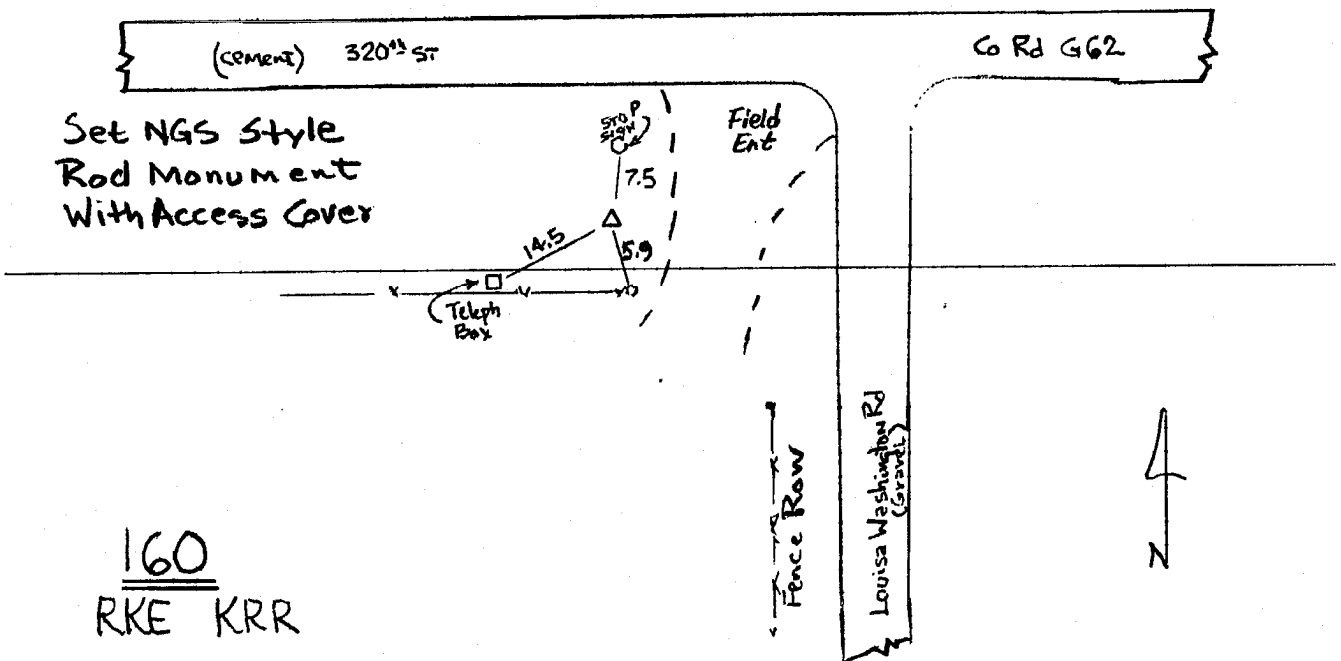 (CEMENT) 320th ST
Co Rd G62
Set NGS Style
Rod Monument
With Access Cover
STOP
SIGN
Field
Ent
7.5
14.5
5.9
Teleph
Box
Fence Row
Louisa Washington Rd
(Gravel)
N
160
RKE KRR